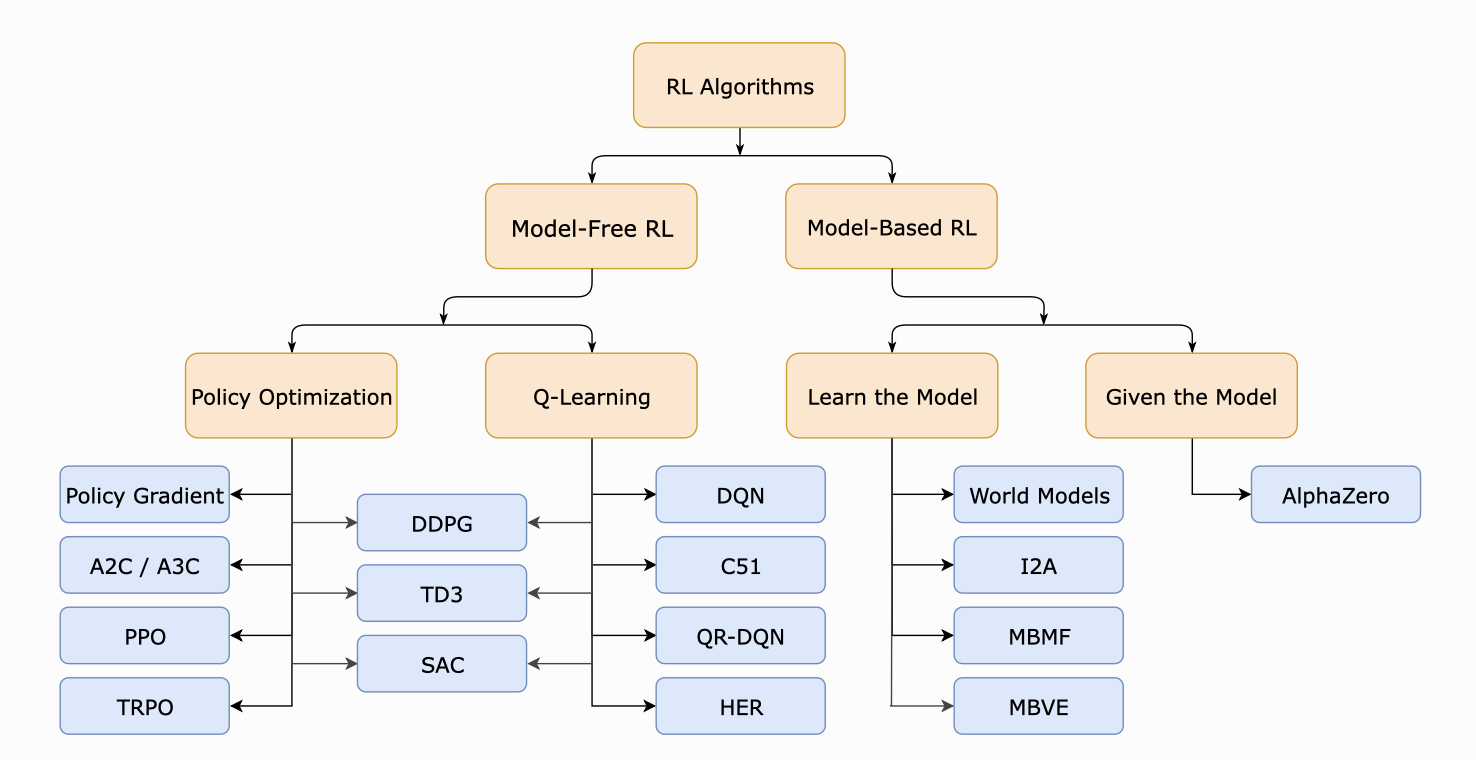 RL Algorithms
Model-Free RL
Model-Based RL
Policy Optimization
Q-Learning
Learn the Model
Given the Model
Policy Gradient
A2C / A3C
PPO
TRPO
DDPG
TD3
SAC
DQN
C51
QR-DQN
HER
World Models
I2A
MBMF
MBVE
AlphaZero